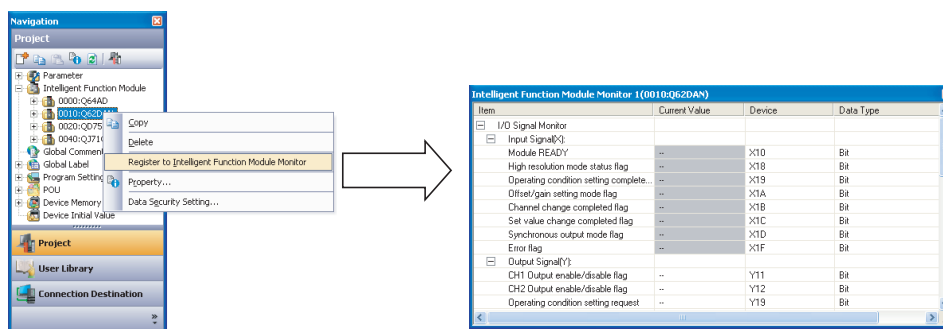 Navigation
Project
Parameter
Intelligent Function Module
0000:Q64AD
0010:Q62DAN
0020:QD75
0040:QJ71C
Global Comment
Global Label
Program Setting
POU
Device Memory
Device Initial Value
Project
User Library
Connection Destination
Copy
Delete
Register to Intelligent Function Module Monitor
Property...
Data Security Setting...
Intelligent Function Module Monitor 1(0010:Q62DAN)
Item Current Value Device Data Type
I/O Signal Monitor
Input Signal(X):
Module READY -- X10 Bit
High resolution mode status flag -- X18 Bit
Operating condition setting complete... -- X19 Bit
Offset/gain setting mode flag -- X1A Bit
Channel change completed flag -- X1B Bit
Set value change completed flag -- X1C Bit
Synchronous output mode flag -- X1D Bit
Error flag -- X1F Bit
Output Signal(Y):
CH1 Output enable/disable flag -- Y11 Bit
CH2 Output enable/disable flag -- Y12 Bit
Operating condition setting request -- Y19 Bit